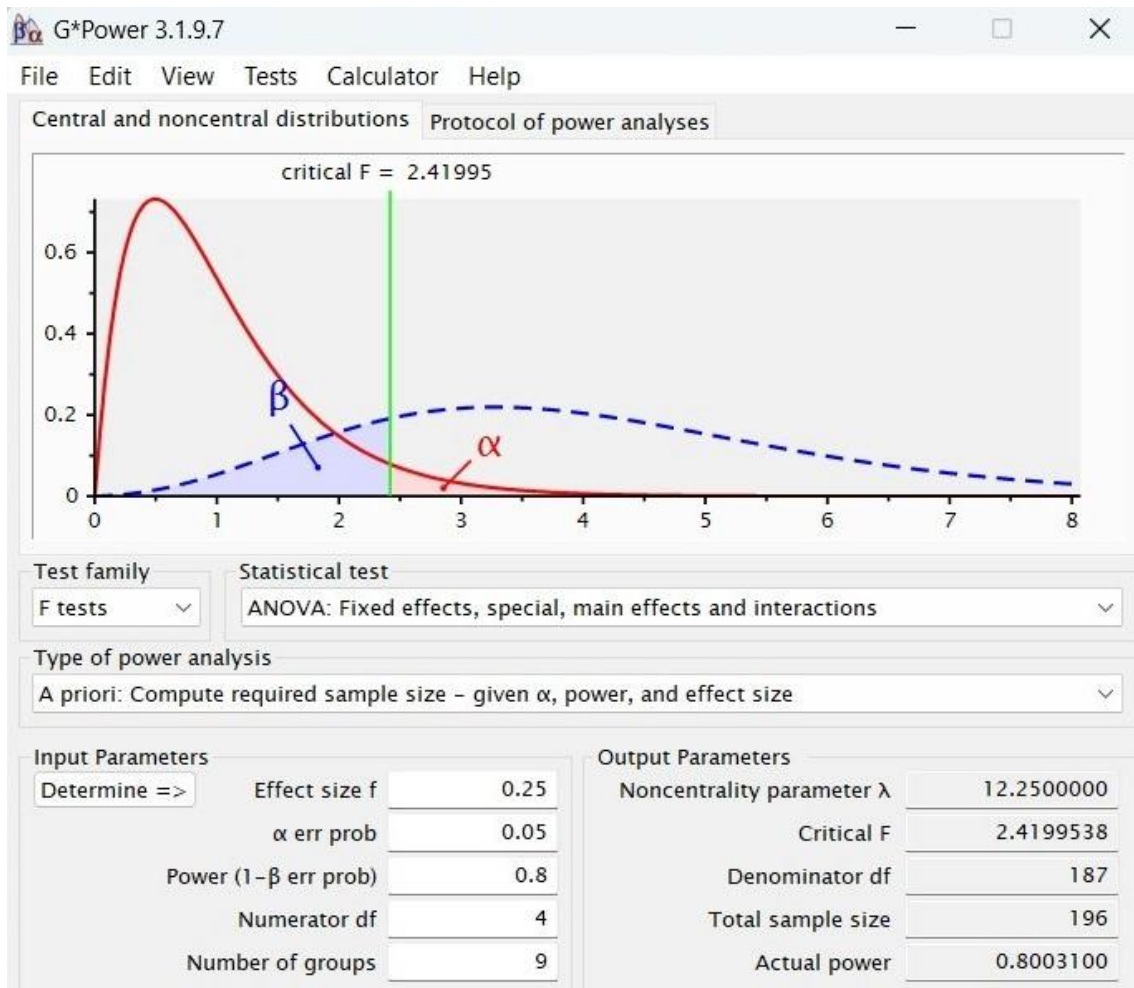 βα G*Power 3.1.9.7
File Edit View Tests Calculator Help
Central and noncentral distributions Protocol of power analyses
critical F = 2.41995
0.6
0.4
β
0.2
α
0
0 1 2 3 4 5 6 7 8
Test family Statistical test
F tests ANOVA: Fixed effects, special, main effects and interactions
Type of power analysis
A priori: Compute required sample size – given α, power, and effect size
Input Parameters Output Parameters
Determine => Effect size f 0.25 Noncentrality parameter λ 12.2500000
α err prob 0.05 Critical F 2.4199538
Power (1−β err prob) 0.8 Denominator df 187
Numerator df 4 Total sample size 196
Number of groups 9 Actual power 0.8003100